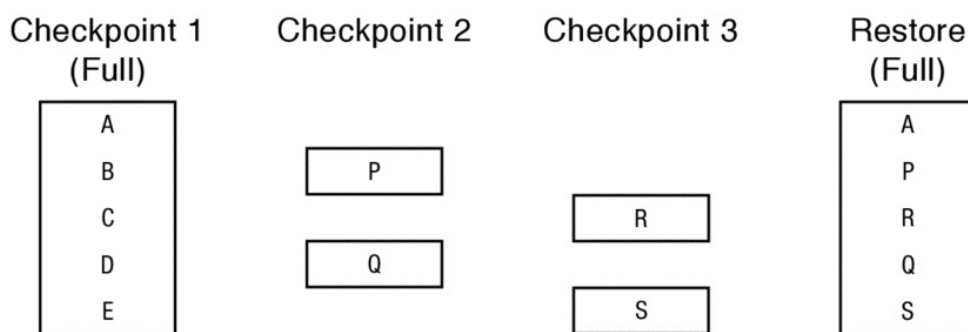 Checkpoint 1 Checkpoint 2 Checkpoint 3 Restore
(Full) (Full)
A A
B P P
C R R
D Q Q
E S S